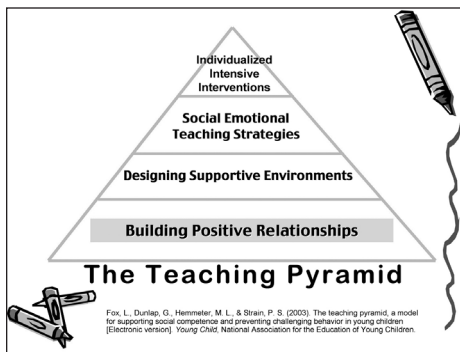 Individualized
Intensive
Interventions
Social Emotional
Teaching Strategies
Designing Supportive Environments
Building Positive Relationships
The Teaching Pyramid
Fox, L., Dunlap, G., Hemmeter, M. L., & Strain, P. S. (2003). The teaching pyramid, a model
for supporting social competence and preventing challenging behavior in young children
[Electronic version]. Young Child, National Association for the Education of Young Children.